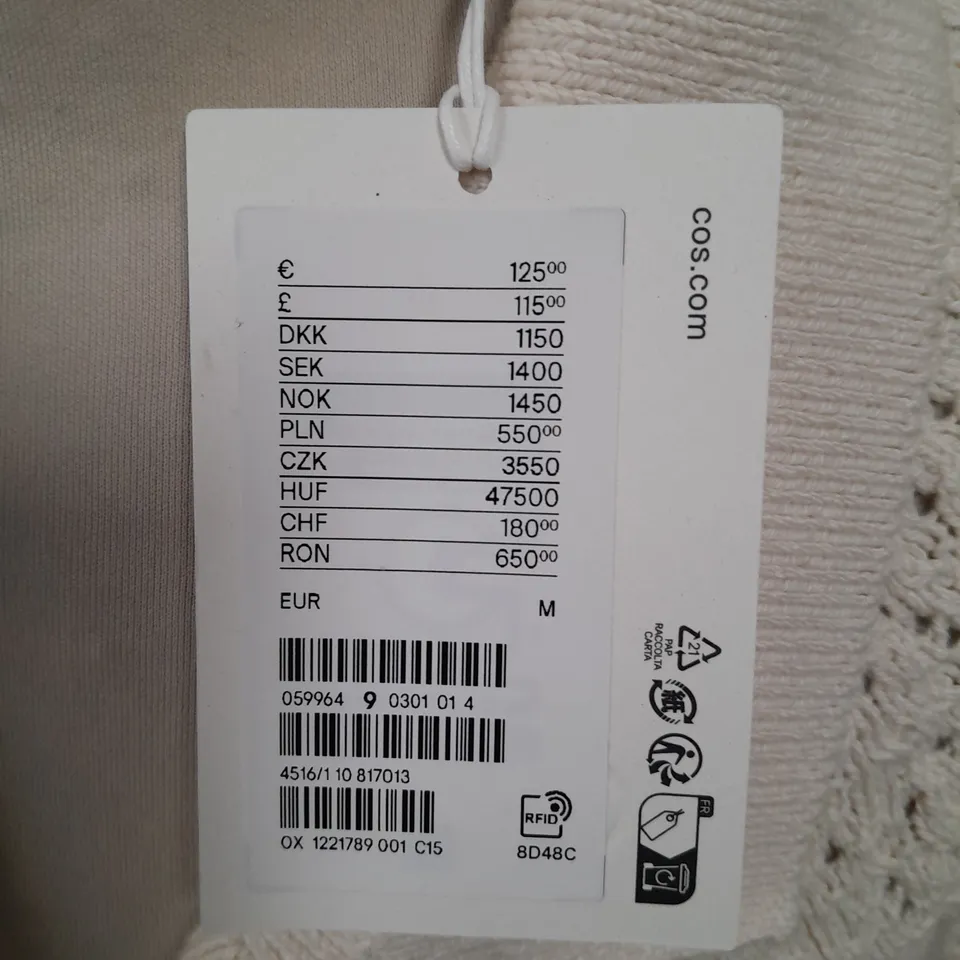 € 125⁰⁰
£ 115⁰⁰
DKK 1150
SEK 1400
NOK 1450
PLN 550⁰⁰
CZK 3550
HUF 47500
CHF 180⁰⁰
RON 650⁰⁰
EUR M
059964 9 0301 01 4
4516/1 10 817013
OX 1221789 001 C15
RFID
8D48C
cos.com
21
PAP
RACCOLTA
CARTA
紙
FR